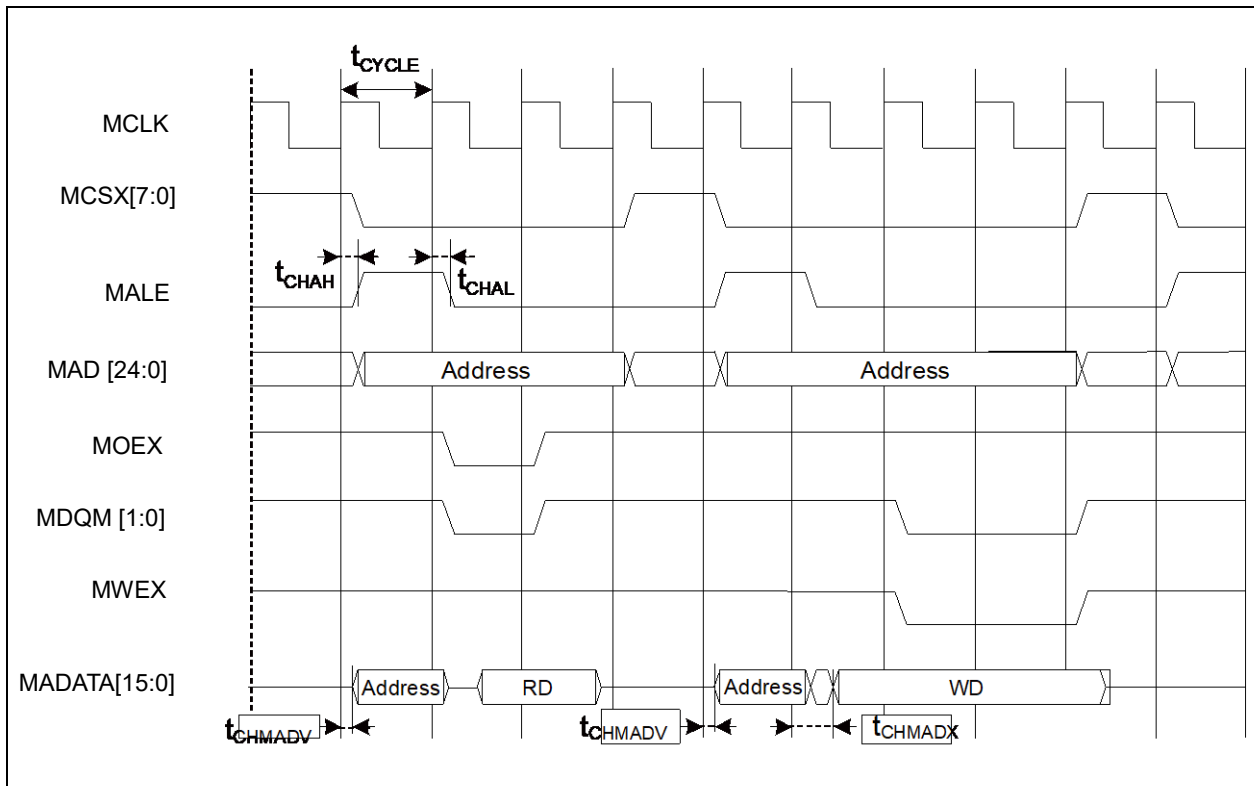 tCYCLE
MCLK
MCSX[7:0]
tCHAH
tCHAL
MALE
MAD [24:0]
Address
Address
MOEX
MDQM [1:0]
MWEX
MADATA[15:0]
Address
RD
Address
WD
tCHMADV
tCHMADV
tCHMADX